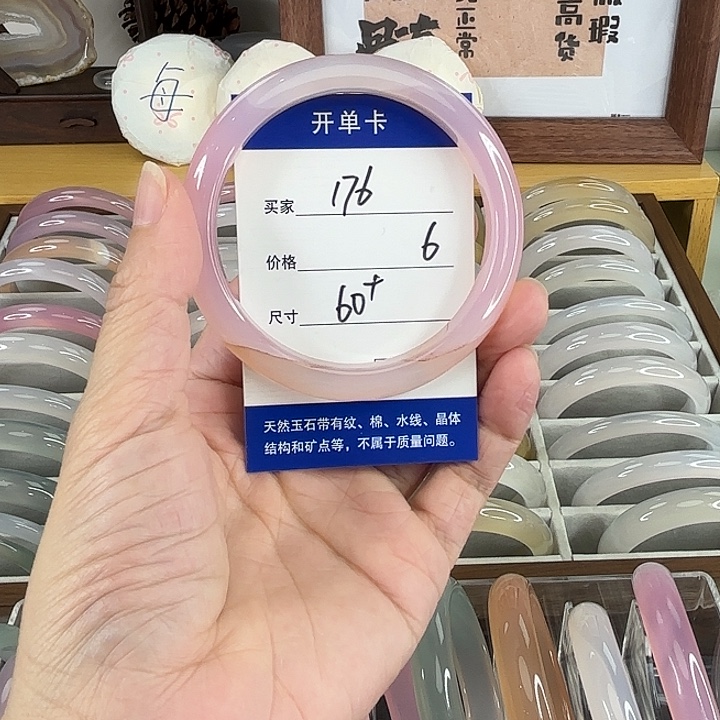 正常
高货
瑕
每
开单卡
买家 176
价格 6
尺寸 60+
天然玉石带有纹、棉、水线、晶体
结构和矿点等，不属于质量问题。